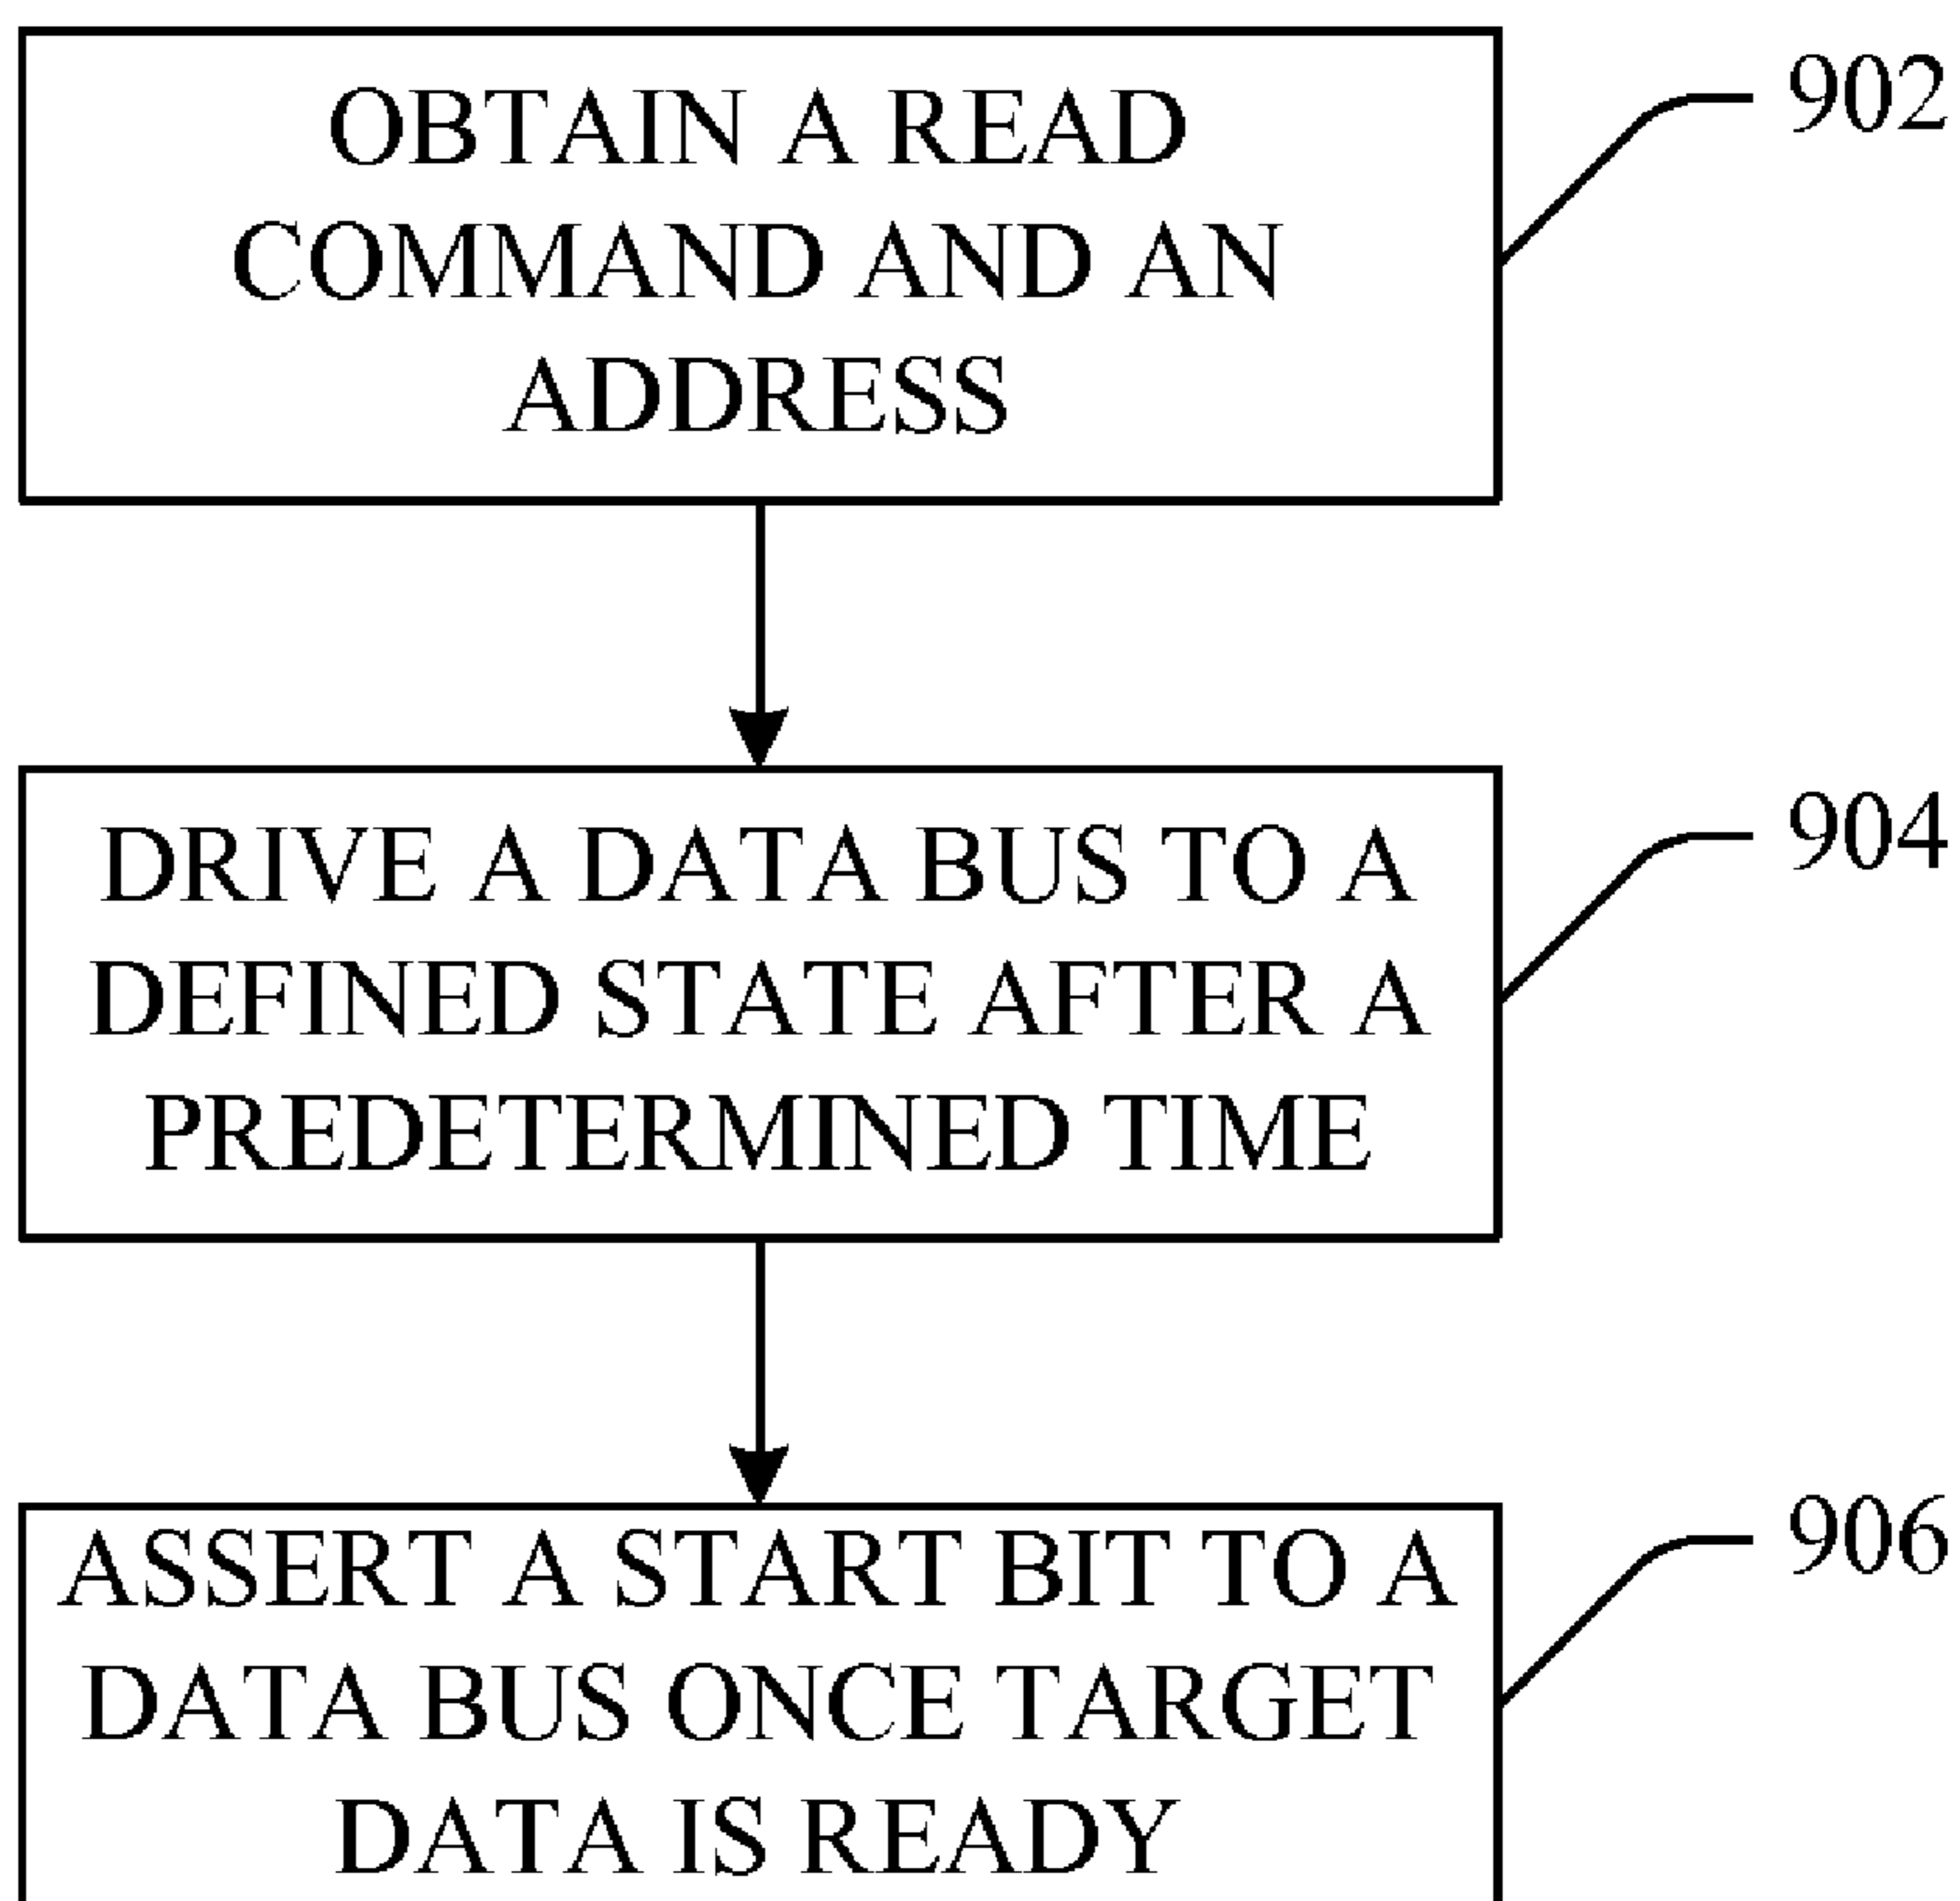 OBTAIN A READ
COMMAND AND AN
ADDRESS
902
DRIVE A DATA BUS TO A
DEFINED STATE AFTER A
PREDETERMINED TIME
904
ASSERT A START BIT TO A
DATA BUS ONCE TARGET
DATA IS READY
906